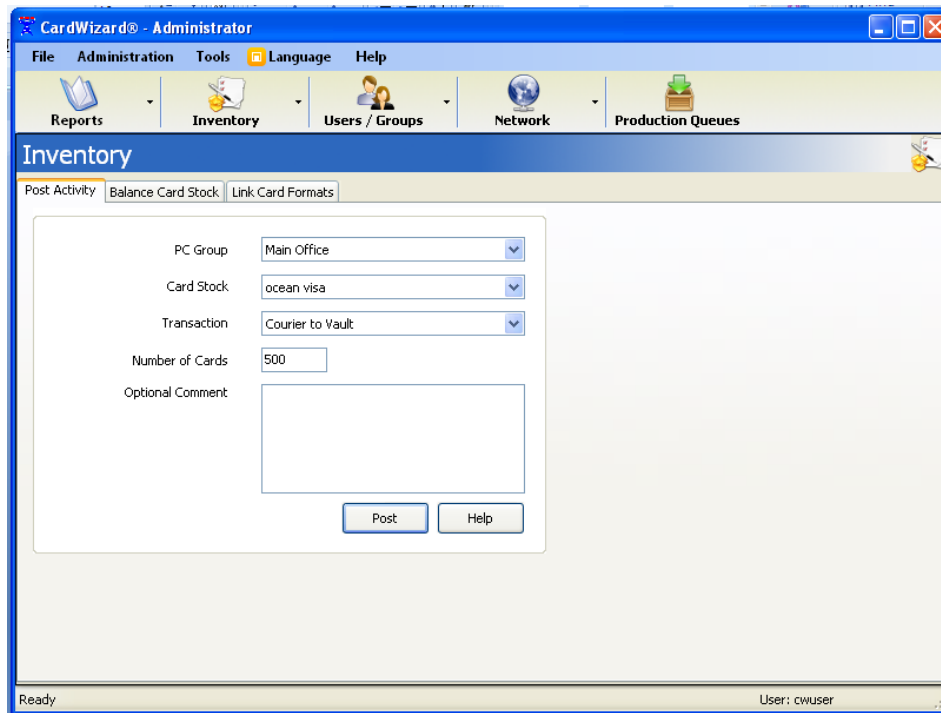 CardWizard® - Administrator
File Administration Tools Language Help
Reports Inventory Users / Groups Network Production Queues
Inventory
Post Activity Balance Card Stock Link Card Formats
PC Group Main Office
Card Stock ocean visa
Transaction Courier to Vault
Number of Cards 500
Optional Comment
Post Help
Ready User: cwuser